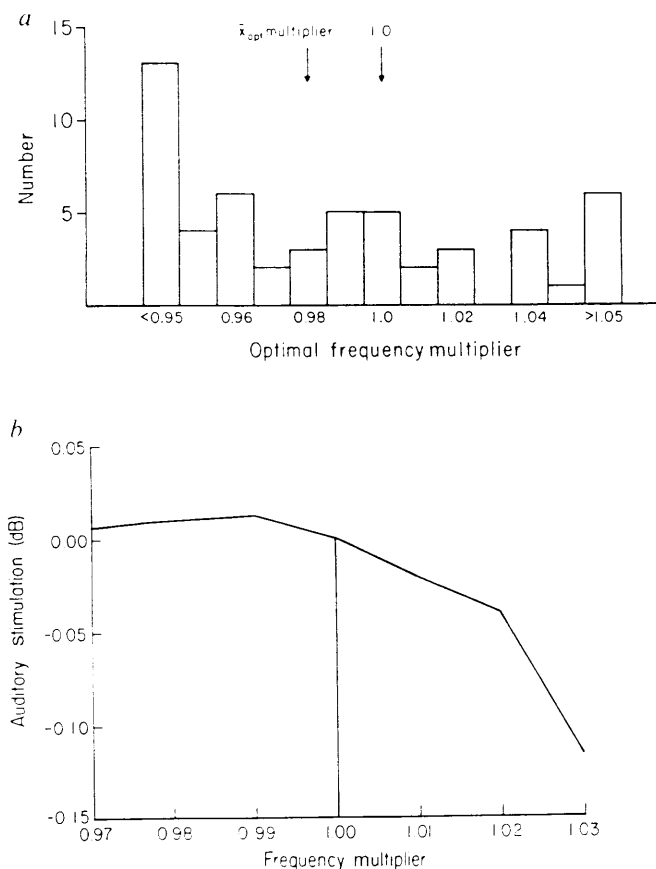 a
15
10
5
Number
x̄opt multiplier 1.0
<0.95 0.96 0.98 1.0 1.02 1.04 >1.05
Optimal frequency multiplier
b
0.05
0.00
-0.05
-0.10
-0.15
Auditory stimulation (dB)
0.97 0.98 0.99 1.00 1.01 1.02 1.03
Frequency multiplier